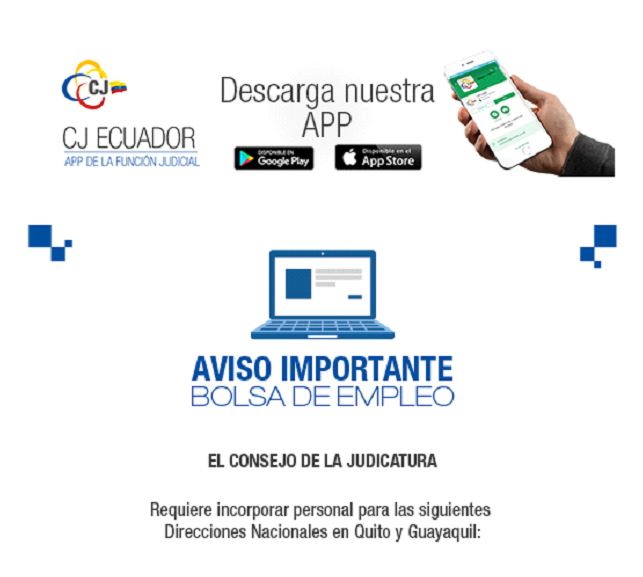 CJ
CJ ECUADOR
APP DE LA FUNCIÓN JUDICIAL
Descarga nuestra
APP
DISPONIBLE EN
Google Play
Disponible en el
App Store
AVISO IMPORTANTE
BOLSA DE EMPLEO
EL CONSEJO DE LA JUDICATURA
Requiere incorporar personal para las siguientes
Direcciones Nacionales en Quito y Guayaquil: